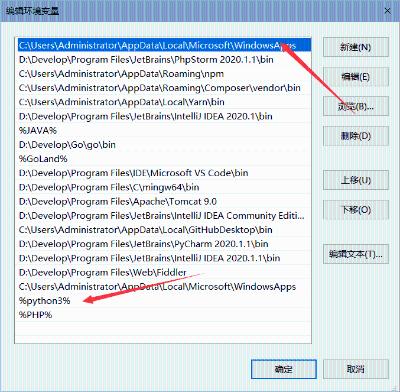 编辑环境变量
C:\Users\Administrator\AppData\Local\Microsoft\WindowsApps
D:\Develop\Program Files\JetBrains\PhpStorm 2020.1.1\bin
C:\Users\Administrator\AppData\Roaming\npm
C:\Users\Administrator\AppData\Roaming\Composer\vendor\bin
C:\Users\Administrator\AppData\Local\Yarn\bin
D:\Develop\Program Files\JetBrains\IntelliJ IDEA 2020.1\bin
%JAVA%
D:\Develop\Go\go\bin
%GoLand%
D:\Develop\Program Files\IDE\Microsoft VS Code\bin
D:\Develop\Program Files\C\mingw64\bin
D:\Develop\Program Files\Apache\Tomcat 9.0
D:\Develop\Program Files\JetBrains\IntelliJ IDEA Community Editi...
C:\Users\Administrator\AppData\Local\GitHubDesktop\bin
D:\Develop\Program Files\JetBrains\PyCharm 2020.1.1\bin
D:\Develop\Program Files\JetBrains\IntelliJ IDEA 2020.1.1\bin
D:\Develop\Program Files\Web\Fiddler
C:\Users\Administrator\AppData\Local\Microsoft\WindowsApps
%python3%
%PHP%
新建(N)
编辑(E)
浏览(B)...
删除(D)
上移(U)
下移(O)
编辑文本(T)...
确定
取消